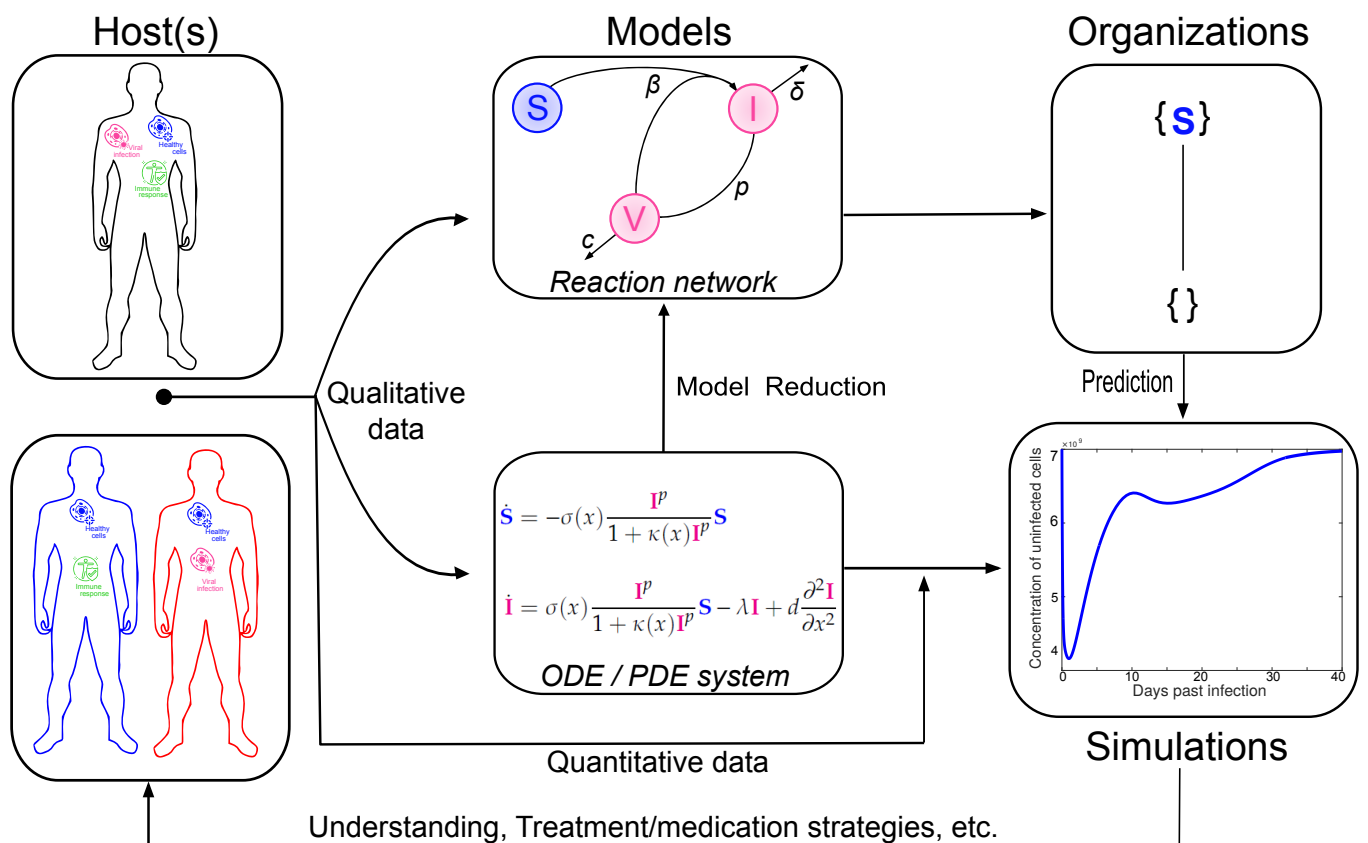 Host(s)
Models
Organizations
Viral
infection
Healthy
cells
Immune
response
S
β
I
δ
p
V
c
Reaction network
{S}
{}
Qualitative
data
Model Reduction
Prediction
Healthy
cells
Immune
response
Healthy
cells
Viral
infection
Ṡ = −σ(x) I^p / (1 + κ(x)I^p) S
İ = σ(x) I^p / (1 + κ(x)I^p) S − λI + d ∂²I / ∂x²
ODE / PDE system
×10⁹
7
6
5
4
Concentration of uninfected cells
0
10
20
30
40
Days past infection
Quantitative data
Simulations
Understanding, Treatment/medication strategies, etc.